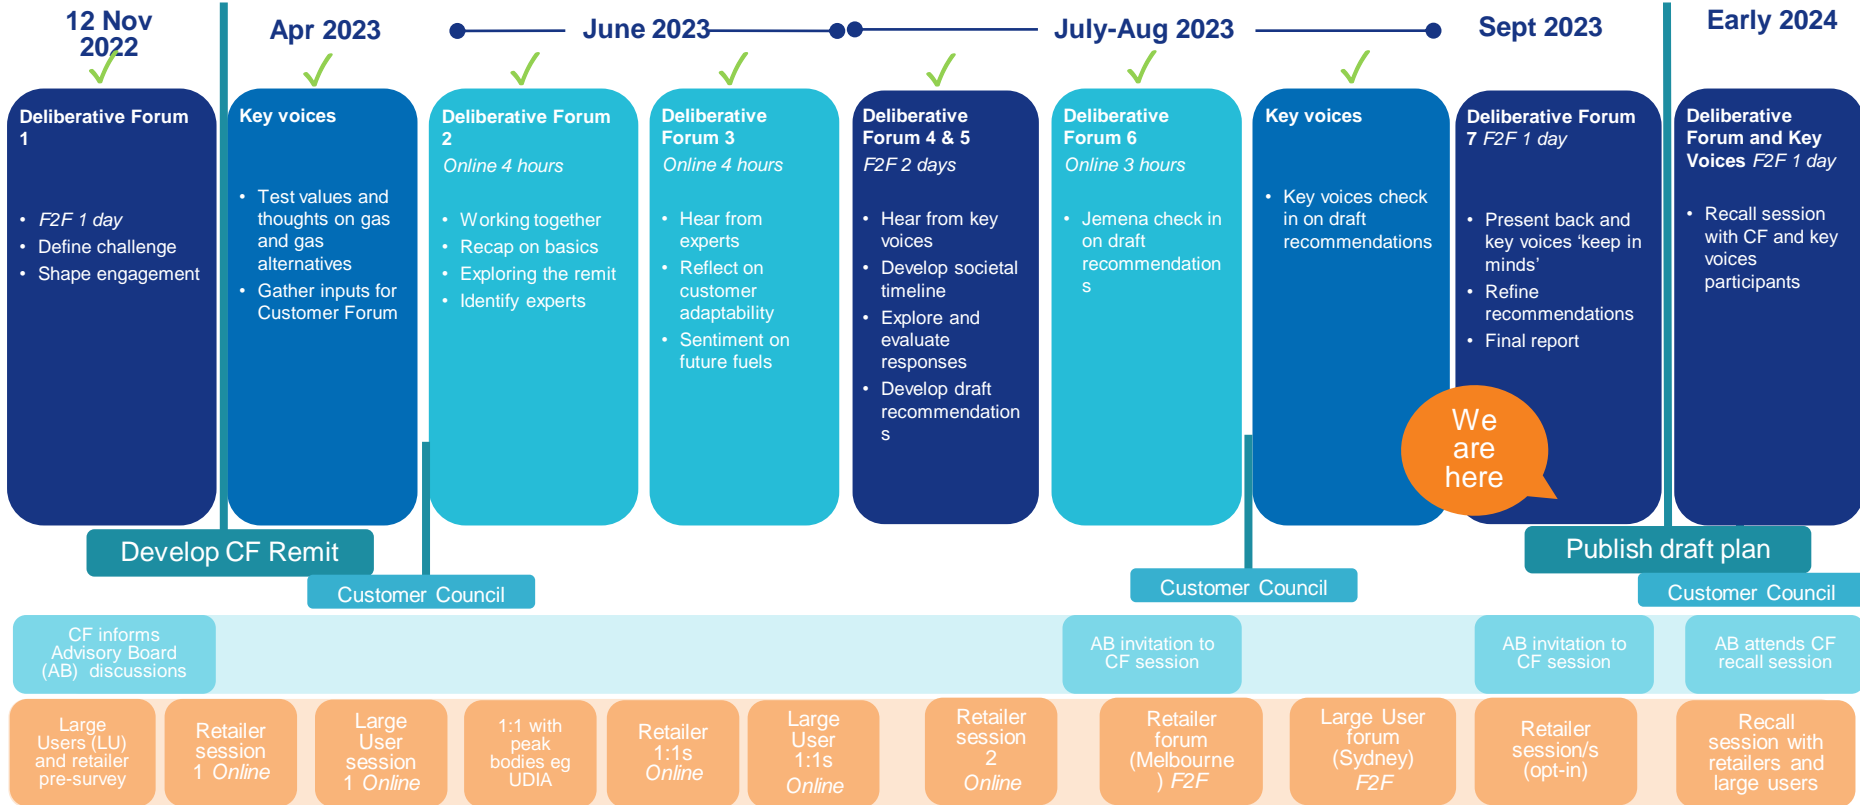 12 Nov
2022
Apr 2023
June 2023
July-Aug 2023
Sept 2023
Early 2024
Deliberative Forum
1
• F2F 1 day
• Define challenge
• Shape engagement
Key voices
• Test values and
thoughts on gas
and gas
alternatives
• Gather inputs for
Customer Forum
Deliberative Forum
2
Online 4 hours
• Working together
• Recap on basics
• Exploring the remit
• Identify experts
Deliberative
Forum 3
Online 4 hours
• Hear from
experts
• Reflect on
customer
adaptability
• Sentiment on
future fuels
Deliberative
Forum 4 & 5
F2F 2 days
• Hear from key
voices
• Develop societal
timeline
• Explore and
evaluate
responses
• Develop draft
recommendation
s
Deliberative
Forum 6
Online 3 hours
• Jemena check in
on draft
recommendation
s
Key voices
• Key voices check
in on draft
recommendations
Deliberative Forum
7 F2F 1 day
• Present back and
key voices ‘keep in
minds’
• Refine
recommendations
• Final report
Deliberative
Forum and Key
Voices F2F 1 day
• Recall session
with CF and key
voices
participants
We
are
here
Develop CF Remit
Customer Council
Customer Council
Publish draft plan
Customer Council
CF informs
Advisory Board
(AB) discussions
AB invitation to
CF session
AB invitation to
CF session
AB attends CF
recall session
Large
Users (LU)
and retailer
pre-survey
Retailer
session
1 Online
Large
User
session
1 Online
1:1 with
peak
bodies eg
UDIA
Retailer
1:1s
Online
Large
User
1:1s
Online
Retailer
session
2
Online
Retailer
forum
(Melbourne
) F2F
Large User
forum
(Sydney)
F2F
Retailer
session/s
(opt-in)
Recall
session with
retailers and
large users